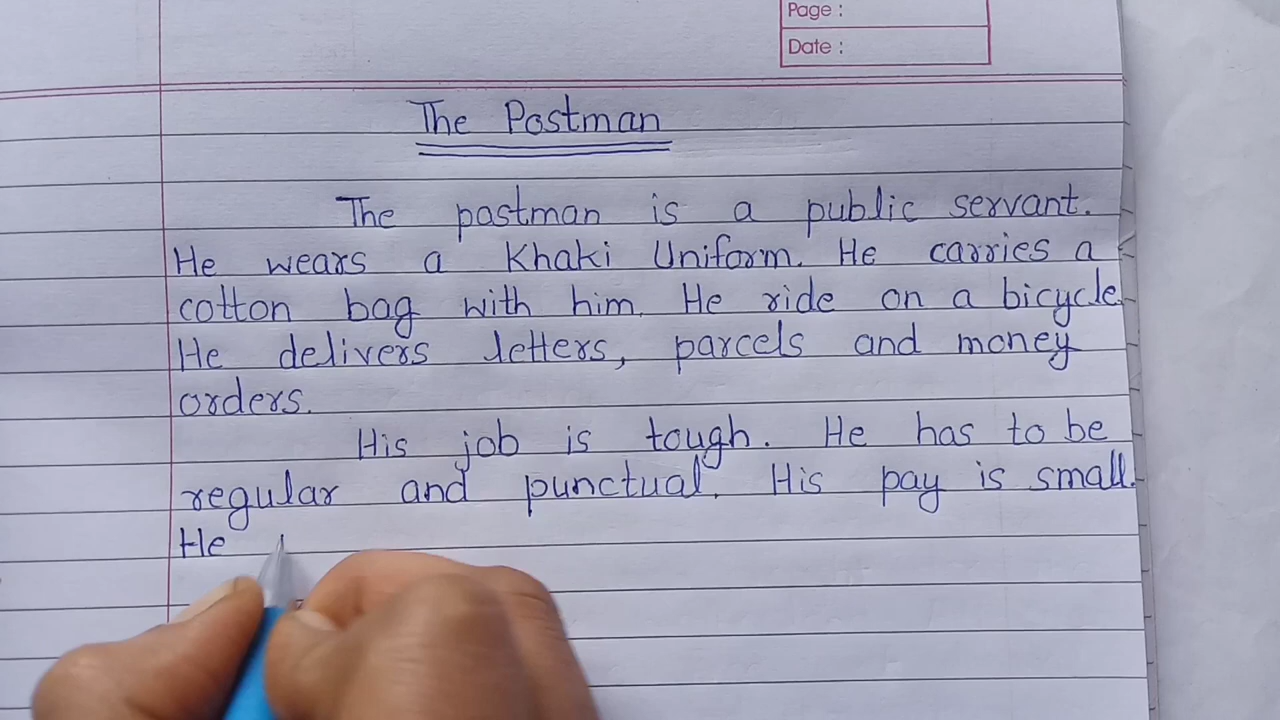 Page :
Date :
The Postman
The postman is a public servant.
He wears a Khaki Uniform. He carries a
cotton bag with him. He ride on a bicycle.
He delivers letters, parcels and money
orders.
His job is tough. He has to be
regular and punctual. His pay is small.
He